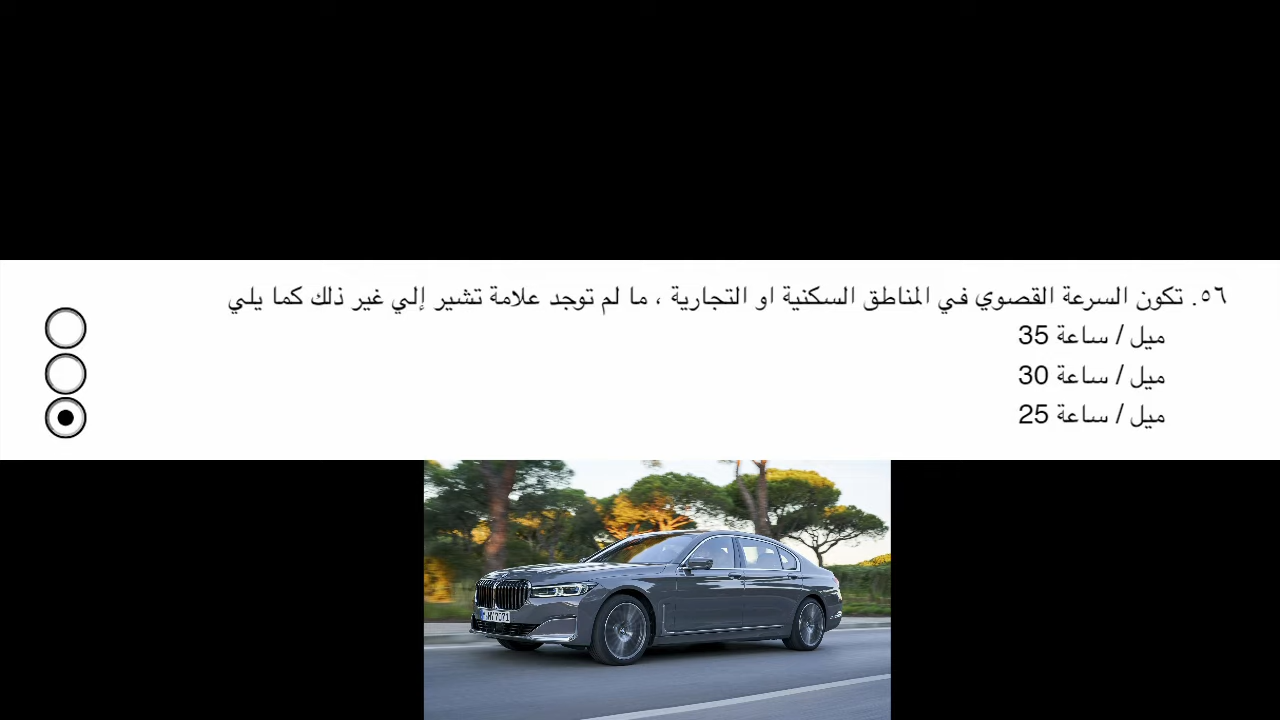 ٥٦. تكون السرعة القصوي في المناطق السكنية او التجارية ، ما لم توجد علامة تشير إلي غير ذلك كما يلي
ميل / ساعة 35
ميل / ساعة 30
ميل / ساعة 25